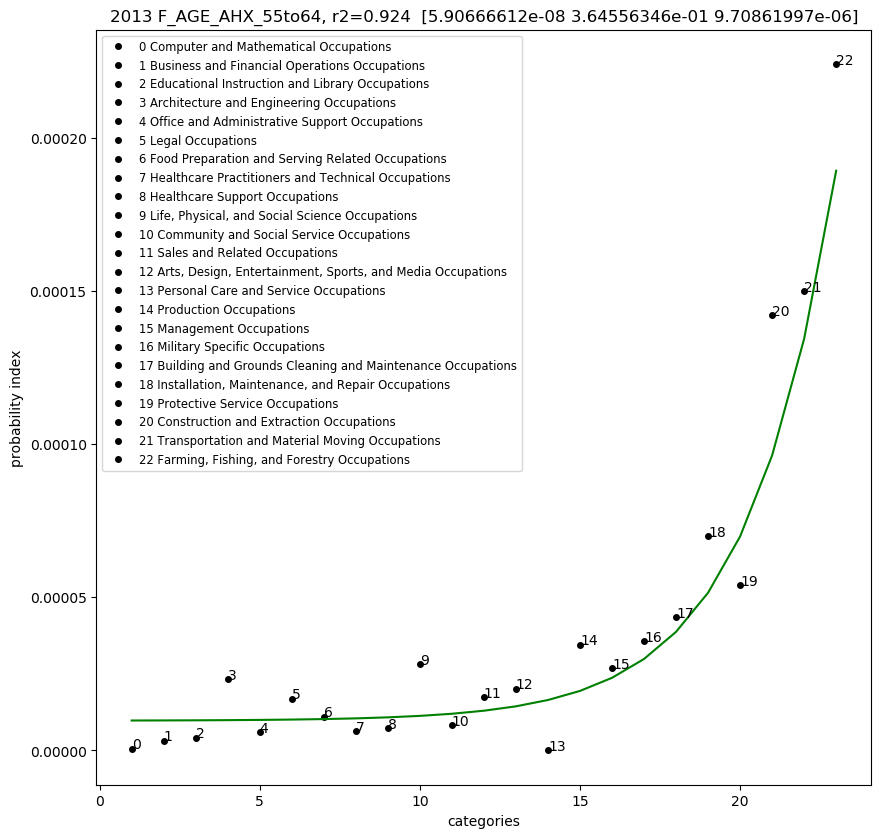 2013 F_AGE_AHX_55to64, r2=0.924 [5.90666612e-08 3.64556346e-01 9.70861997e-06]
0 Computer and Mathematical Occupations
1 Business and Financial Operations Occupations
2 Educational Instruction and Library Occupations
3 Architecture and Engineering Occupations
4 Office and Administrative Support Occupations
5 Legal Occupations
6 Food Preparation and Serving Related Occupations
7 Healthcare Practitioners and Technical Occupations
8 Healthcare Support Occupations
9 Life, Physical, and Social Science Occupations
10 Community and Social Service Occupations
11 Sales and Related Occupations
12 Arts, Design, Entertainment, Sports, and Media Occupations
13 Personal Care and Service Occupations
14 Production Occupations
15 Management Occupations
16 Military Specific Occupations
17 Building and Grounds Cleaning and Maintenance Occupations
18 Installation, Maintenance, and Repair Occupations
19 Protective Service Occupations
20 Construction and Extraction Occupations
21 Transportation and Material Moving Occupations
22 Farming, Fishing, and Forestry Occupations
probability index
0.00020
0.00015
0.00010
0.00005
0.00000
0
1
2
3
4
5
6
7
8
9
10
11
12
13
14
15
16
17
18
19
20
21
22
0
5
10
15
20
categories